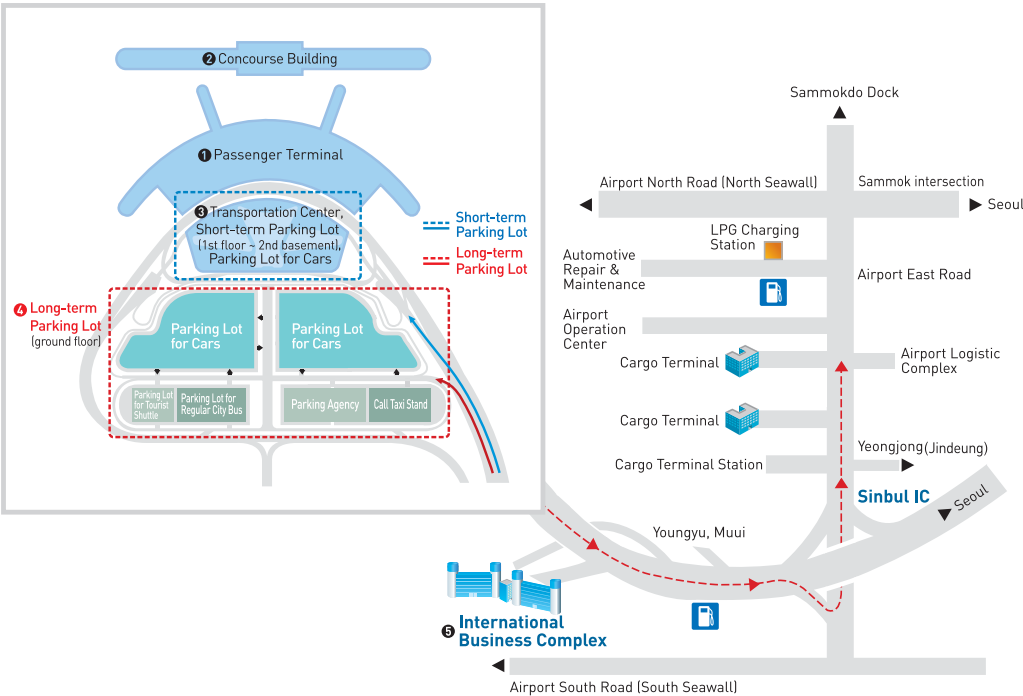 ❷ Concourse Building
❶ Passenger Terminal
❸ Transportation Center,
Short-term Parking Lot
(1st floor ~ 2nd basement),
Parking Lot for Cars
Short-term
Parking Lot
Long-term
Parking Lot
❹ Long-term
Parking Lot
(ground floor)
Parking Lot
for Cars
Parking Lot
for Cars
Parking Lot
for Tourist
Shuttle
Parking Lot for
Regular City Bus
Parking Agency
Call Taxi Stand
Sammokdo Dock
Airport North Road (North Seawall)
Sammok intersection
Seoul
LPG Charging
Station
Automotive
Repair &
Maintenance
Airport East Road
Airport
Operation
Center
Cargo Terminal
Airport Logistic
Complex
Cargo Terminal
Yeongjong(Jindeung)
Cargo Terminal Station
Sinbul IC
Seoul
Youngyu, Muui
❺ International
Business Complex
Airport South Road (South Seawall)